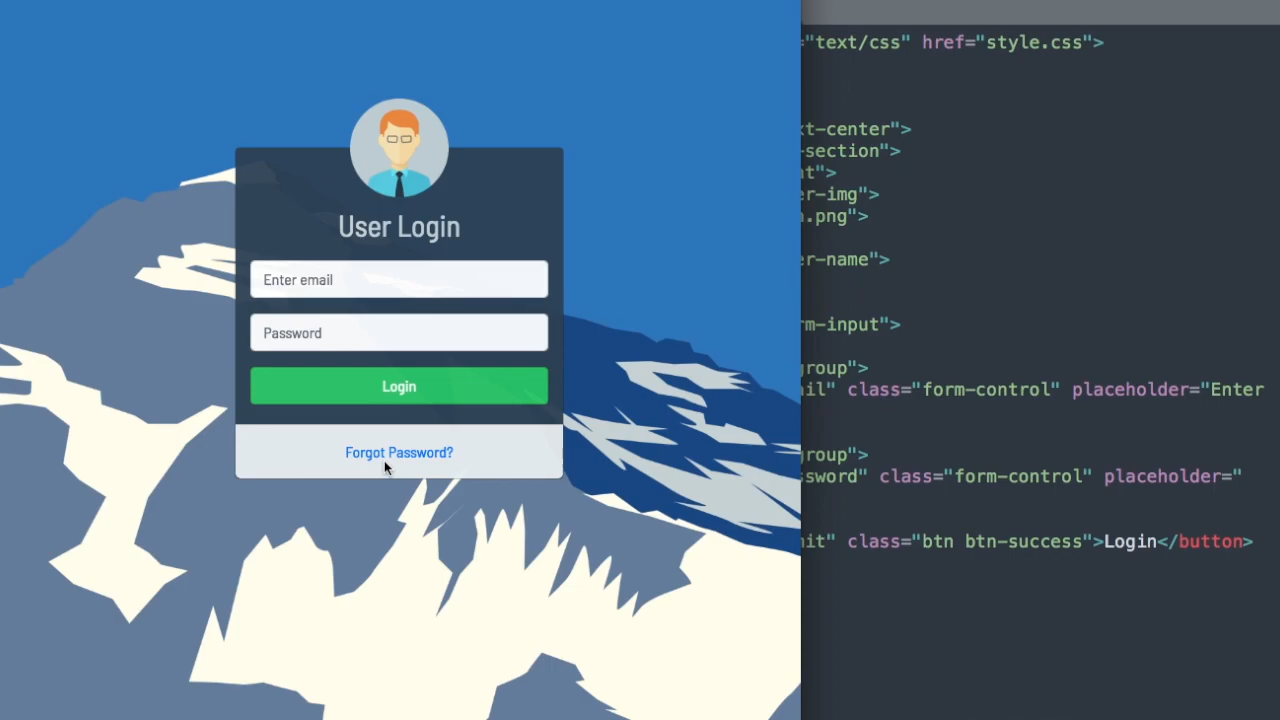 User Login
Enter email
Password
Login
Forgot Password?
="text/css" href="style.css">
xt-center">
-section">
nt">
er-img">
n.png">
er-name">
rm-input">
group">
ail" class="form-control" placeholder="Enter
group">
ssword" class="form-control" placeholder="
mit" class="btn btn-success">Login</button>